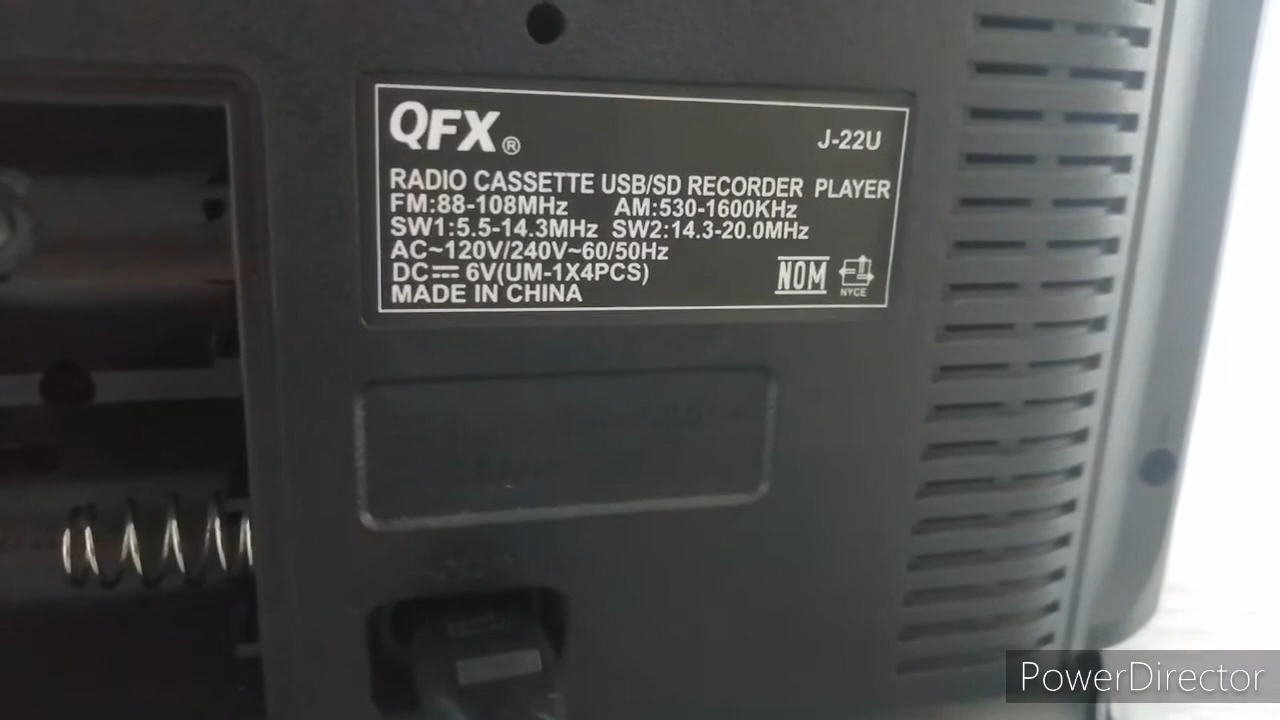 QFX®
J-22U
RADIO CASSETTE USB/SD RECORDER PLAYER
FM:88-108MHz AM:530-1600KHz
SW1:5.5-14.3MHz SW2:14.3-20.0MHz
AC~120V/240V~60/50Hz
DC⎓ 6V(UM-1X4PCS)
MADE IN CHINA
NOM
NYCE
PowerDirector